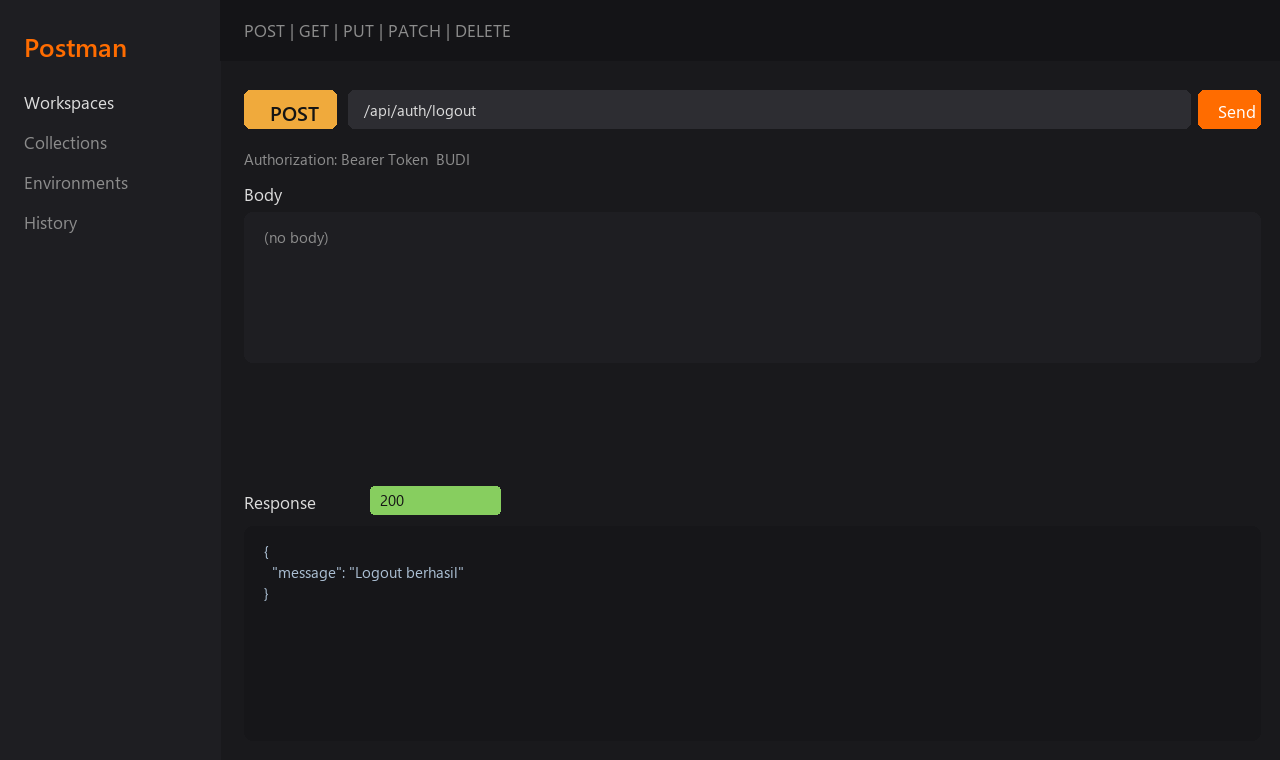 Postman
Workspaces
Collections
Environments
History
POST | GET | PUT | PATCH | DELETE
POST
/api/auth/logout
Send
Authorization: Bearer Token  BUDI
Body
(no body)
Response
200
{
  "message": "Logout berhasil"
}